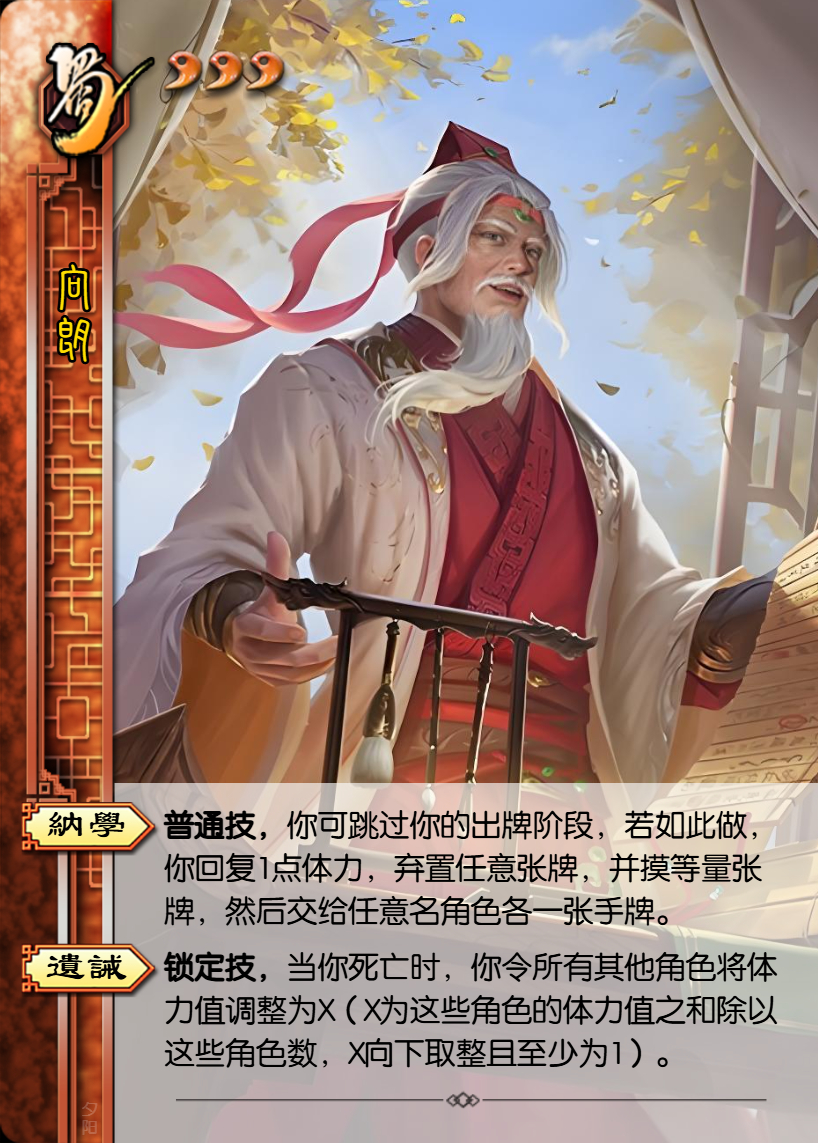 蜀
向朗
納學
普通技，你可跳过你的出牌阶段，若如此做，
你回复1点体力，弃置任意张牌，并摸等量张
牌，然后交给任意名角色各一张手牌。
遺誡
锁定技，当你死亡时，你令所有其他角色将体
力值调整为X（X为这些角色的体力值之和除以
这些角色数，X向下取整且至少为1）。
夕阳